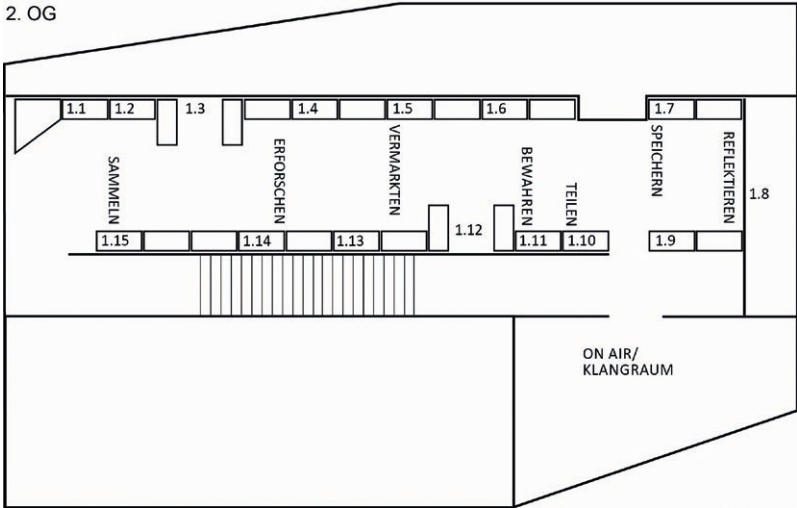 2. OG
1.1
1.2
1.3
1.4
1.5
1.6
1.7
SAMMELN
ERFORSCHEN
VERMARKTEN
BEWAHREN
TEILEN
SPEICHERN
REFLEKTIEREN
1.8
1.15
1.14
1.13
1.12
1.11
1.10
1.9
ON AIR/
KLANGRAUM